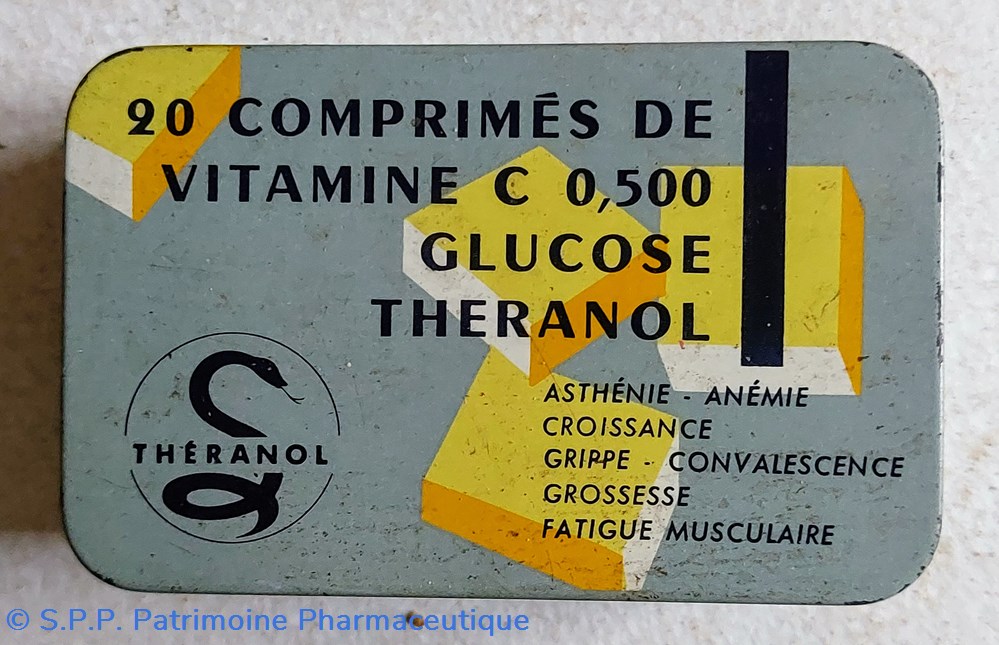 20 COMPRIMÉS DE
VITAMINE C 0,500
GLUCOSE
THERANOL
THÉRANOL
ASTHÉNIE - ANÉMIE
CROISSANCE
GRIPPE - CONVALESCENCE
GROSSESSE
FATIGUE MUSCULAIRE
© S.P.P. Patrimoine Pharmaceutique